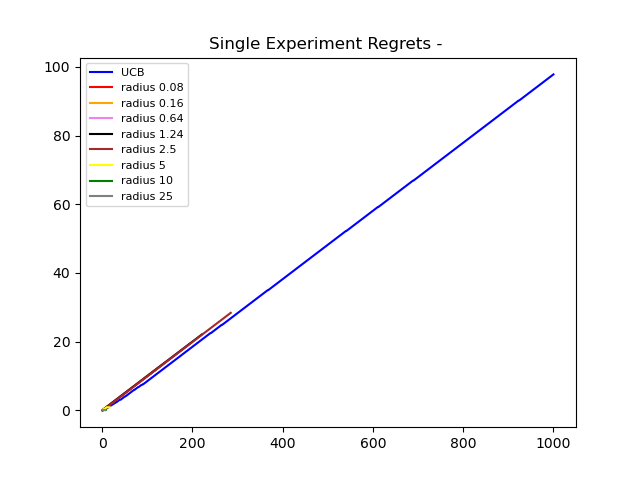 Single Experiment Regrets -
100
80
60
40
20
0
UCB
radius 0.08
radius 0.16
radius 0.64
radius 1.24
radius 2.5
radius 5
radius 10
radius 25
0 200 400 600 800 1000